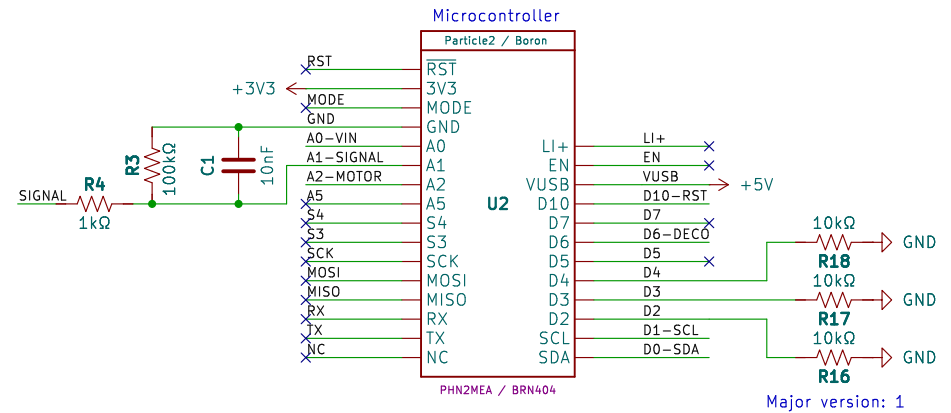 Microcontroller
Particle2 / Boron
RST
RST
+3V3
3V3
MODE
MODE
GND
GND
A0-VIN
A0
A1-SIGNAL
A1
A2-MOTOR
A2
A5
A5
S4
S4
S3
S3
SCK
SCK
MOSI
MOSI
MISO
MISO
RX
RX
TX
TX
NC
NC
R3
100kΩ
C1
10nF
SIGNAL
R4
1kΩ
U2
LI+
LI+
EN
EN
VUSB
VUSB
+5V
D10
D10-RST
D7
D7
D6
D6-DECO
D5
D5
D4
D4
D3
D3
D2
D2
SCL
D1-SCL
SDA
D0-SDA
10kΩ
R18
GND
10kΩ
R17
GND
10kΩ
R16
GND
PHN2MEA / BRN404
Major version: 1